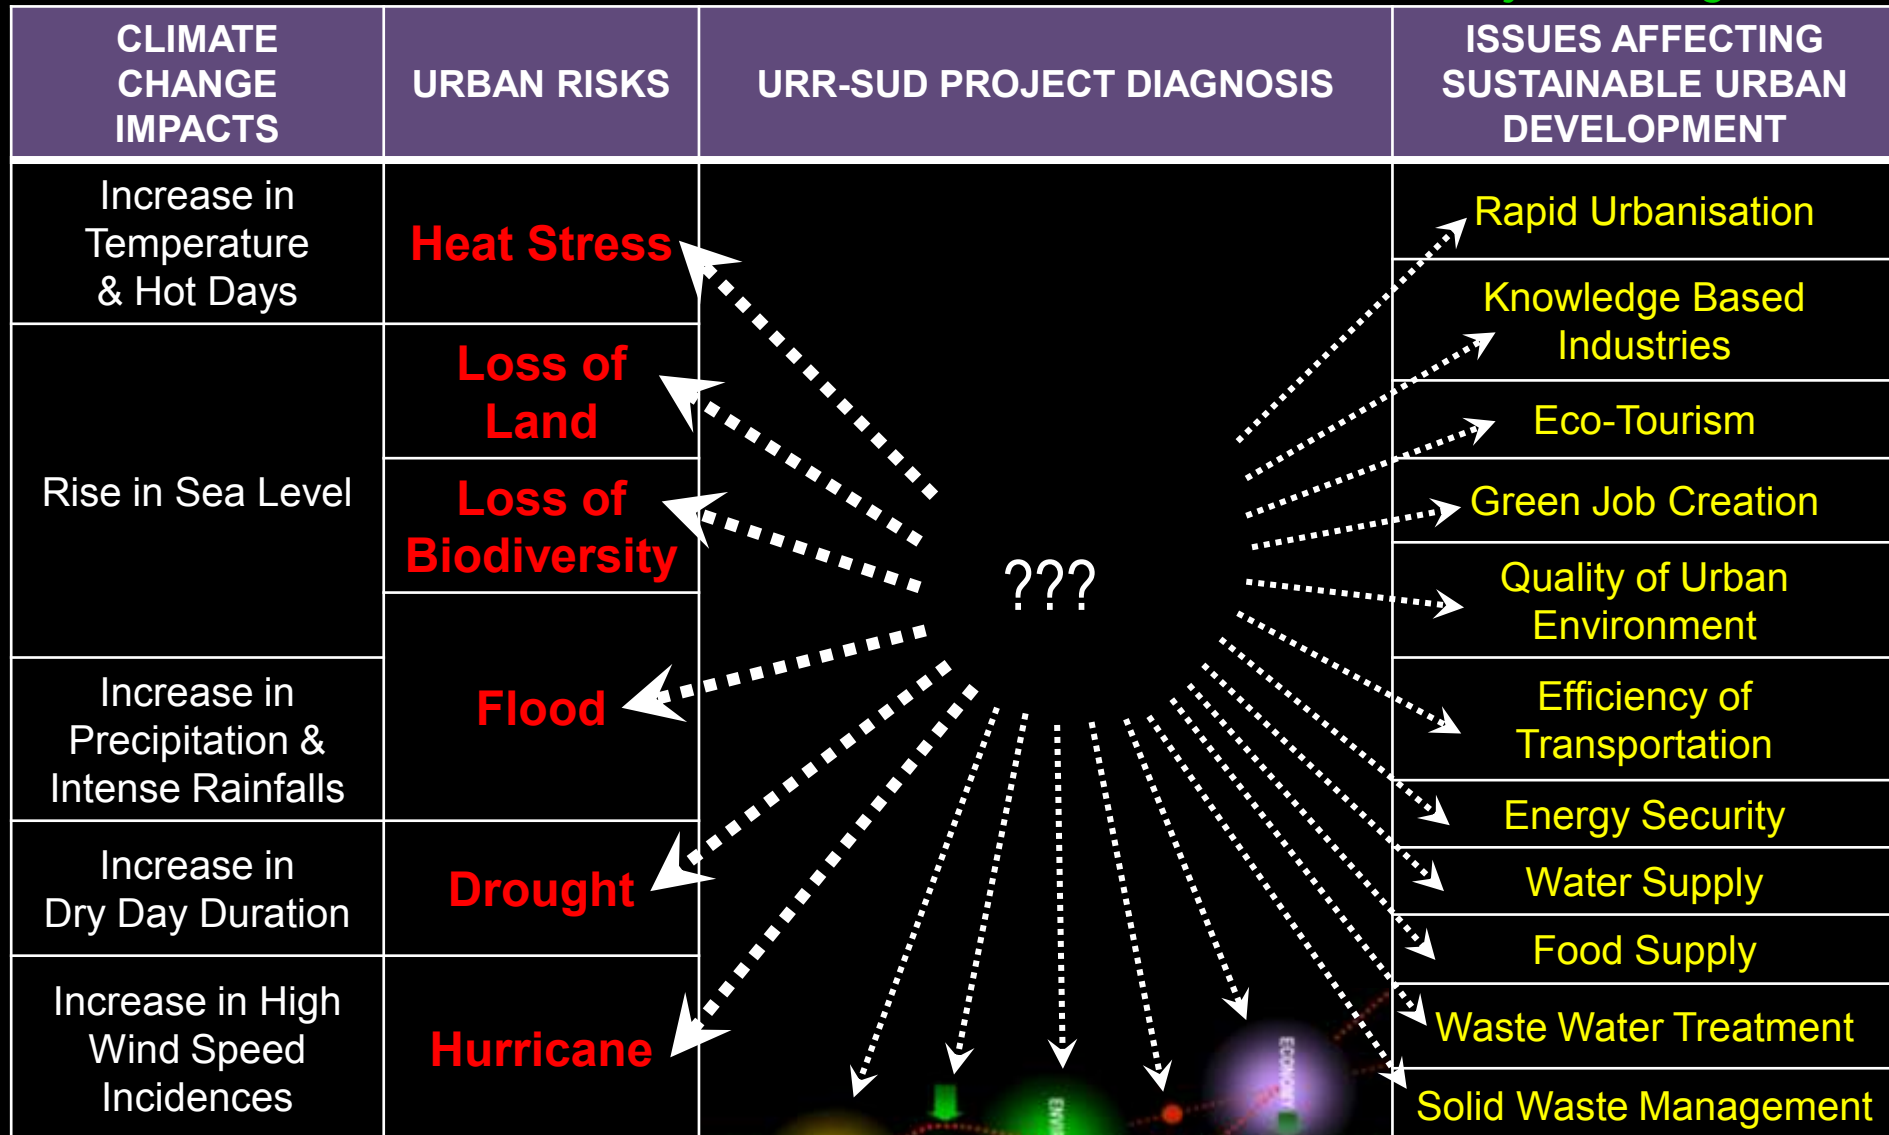 CLIMATE
CHANGE
IMPACTS
URBAN RISKS
URR-SUD PROJECT DIAGNOSIS
ISSUES AFFECTING
SUSTAINABLE URBAN
DEVELOPMENT
Increase in
Temperature
& Hot Days
Rise in Sea Level
Increase in
Precipitation &
Intense Rainfalls
Increase in
Dry Day Duration
Increase in High
Wind Speed
Incidences
Heat Stress
Loss of
Land
Loss of
Biodiversity
Flood
Drought
Hurricane
???
ECONOMY
Rapid Urbanisation
Knowledge Based
Industries
Eco-Tourism
Green Job Creation
Quality of Urban
Environment
Efficiency of
Transportation
Energy Security
Water Supply
Food Supply
Waste Water Treatment
Solid Waste Management